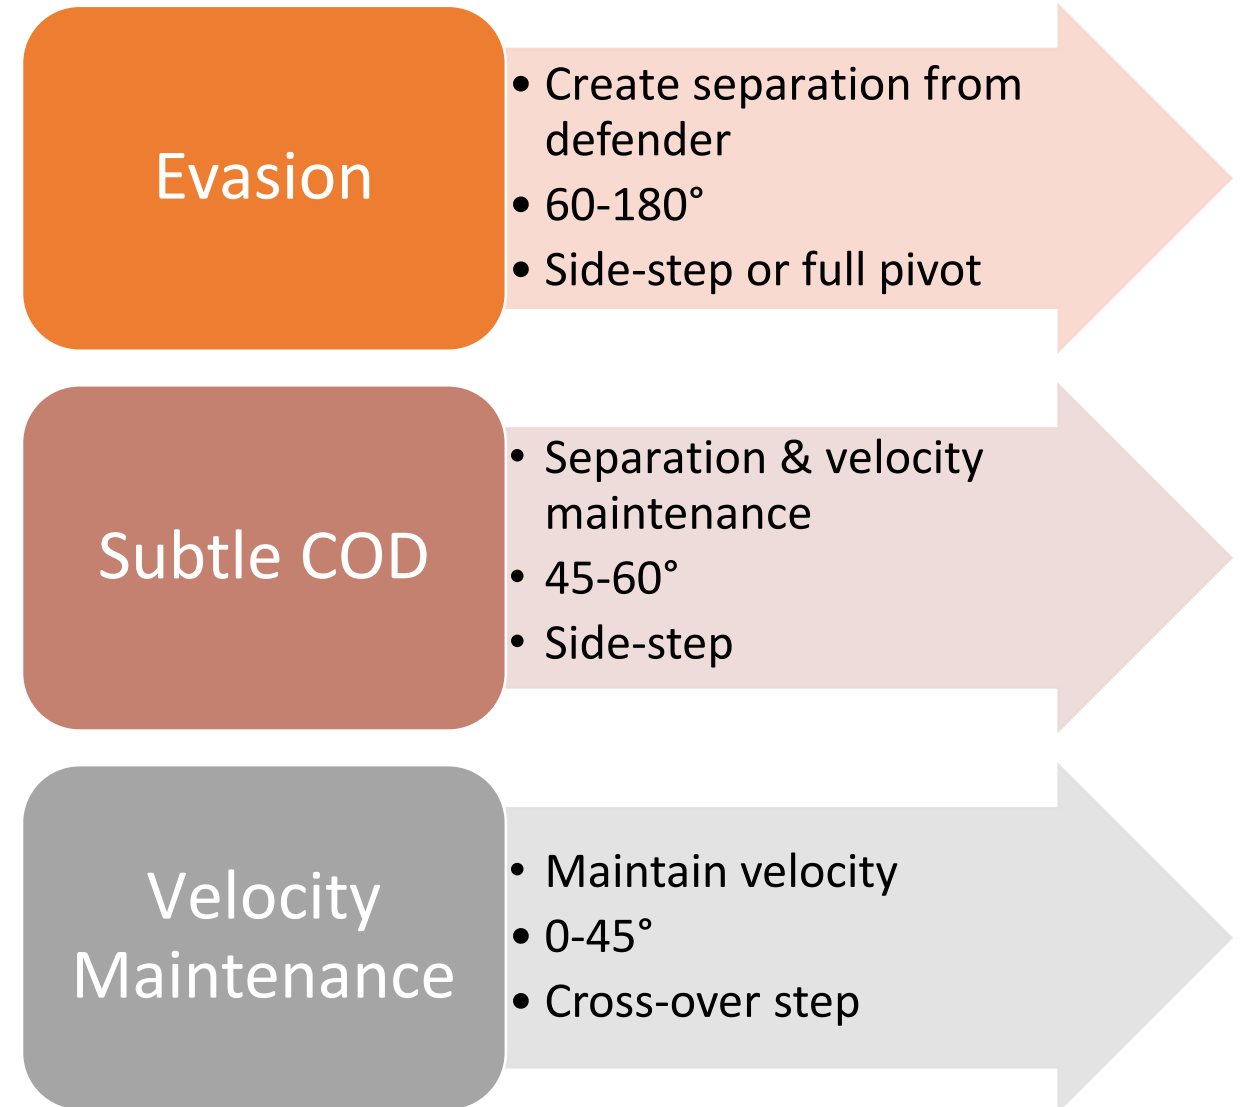 Evasion
• Create separation from
defender
• 60-180°
• Side-step or full pivot
Subtle COD
• Separation & velocity
maintenance
• 45-60°
• Side-step
Velocity
Maintenance
• Maintain velocity
• 0-45°
• Cross-over step